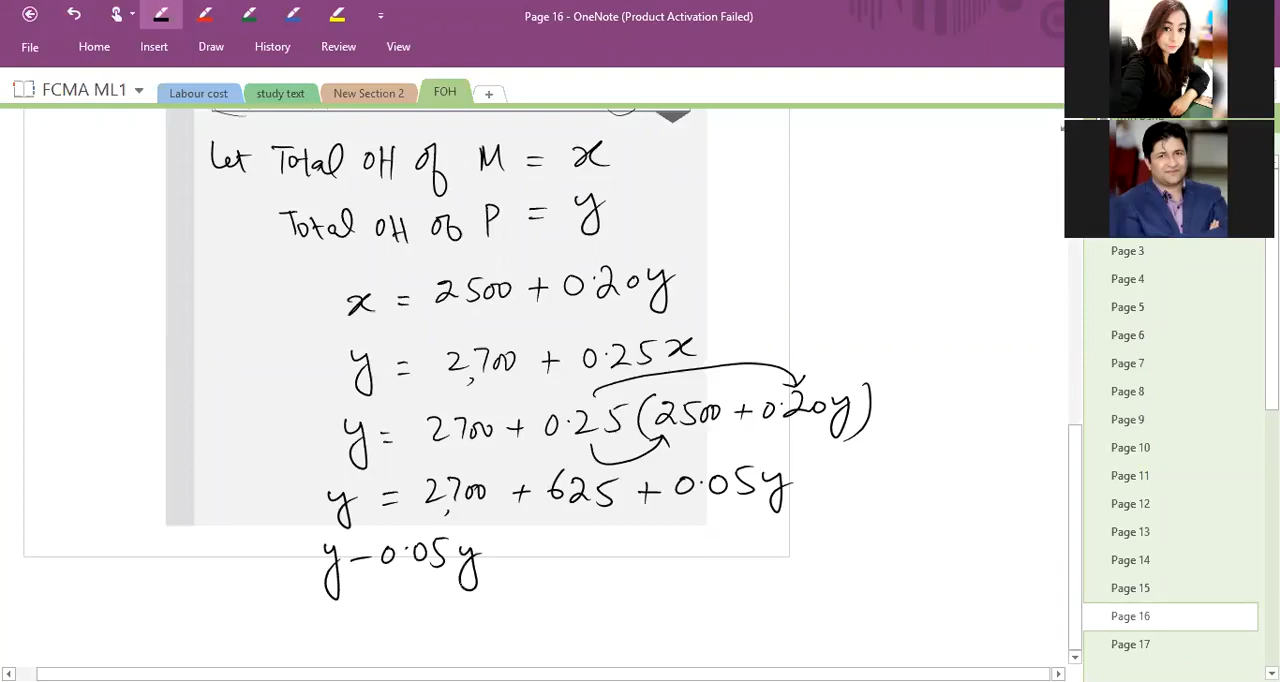 Page 16 - OneNote (Product Activation Failed)
File Home Insert Draw History Review View
FCMA ML1 Labour cost study text New Section 2 FOH +
Let Total OH of M = x
Total OH of P = y
x = 2500 + 0.20y
y = 2,700 + 0.25x
y = 2700 + 0.25(2500 + 0.20y)
y = 2,700 + 625 + 0.05y
y - 0.05y
Page 3
Page 4
Page 5
Page 6
Page 7
Page 8
Page 9
Page 10
Page 11
Page 12
Page 13
Page 14
Page 15
Page 16
Page 17